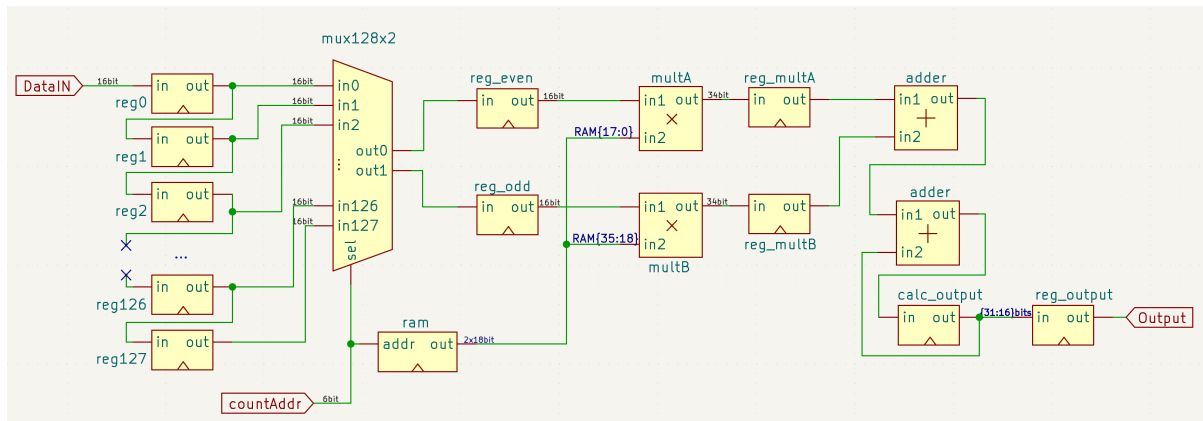 mux128x2
DataIN
16bit
in out
reg0
16bit
in0
16bit
in1
16bit
in2
in out
reg1
in out
reg2
...
in out
reg126
in out
reg127
out0
out1
...
16bit
in126
16bit
in127
sel
reg_even
in out
16bit
reg_odd
in out
16bit
multA
in1 out
×
in2
RAM{17:0}
34bit
reg_multA
in out
adder
in1 out
+
in2
multB
in1 out
×
in2
RAM{35:18}
34bit
reg_multB
in out
adder
in1 out
+
in2
calc_output
in out
{31:16}bits
reg_output
in out
Output
ram
addr out
2x18bit
countAddr
6bit